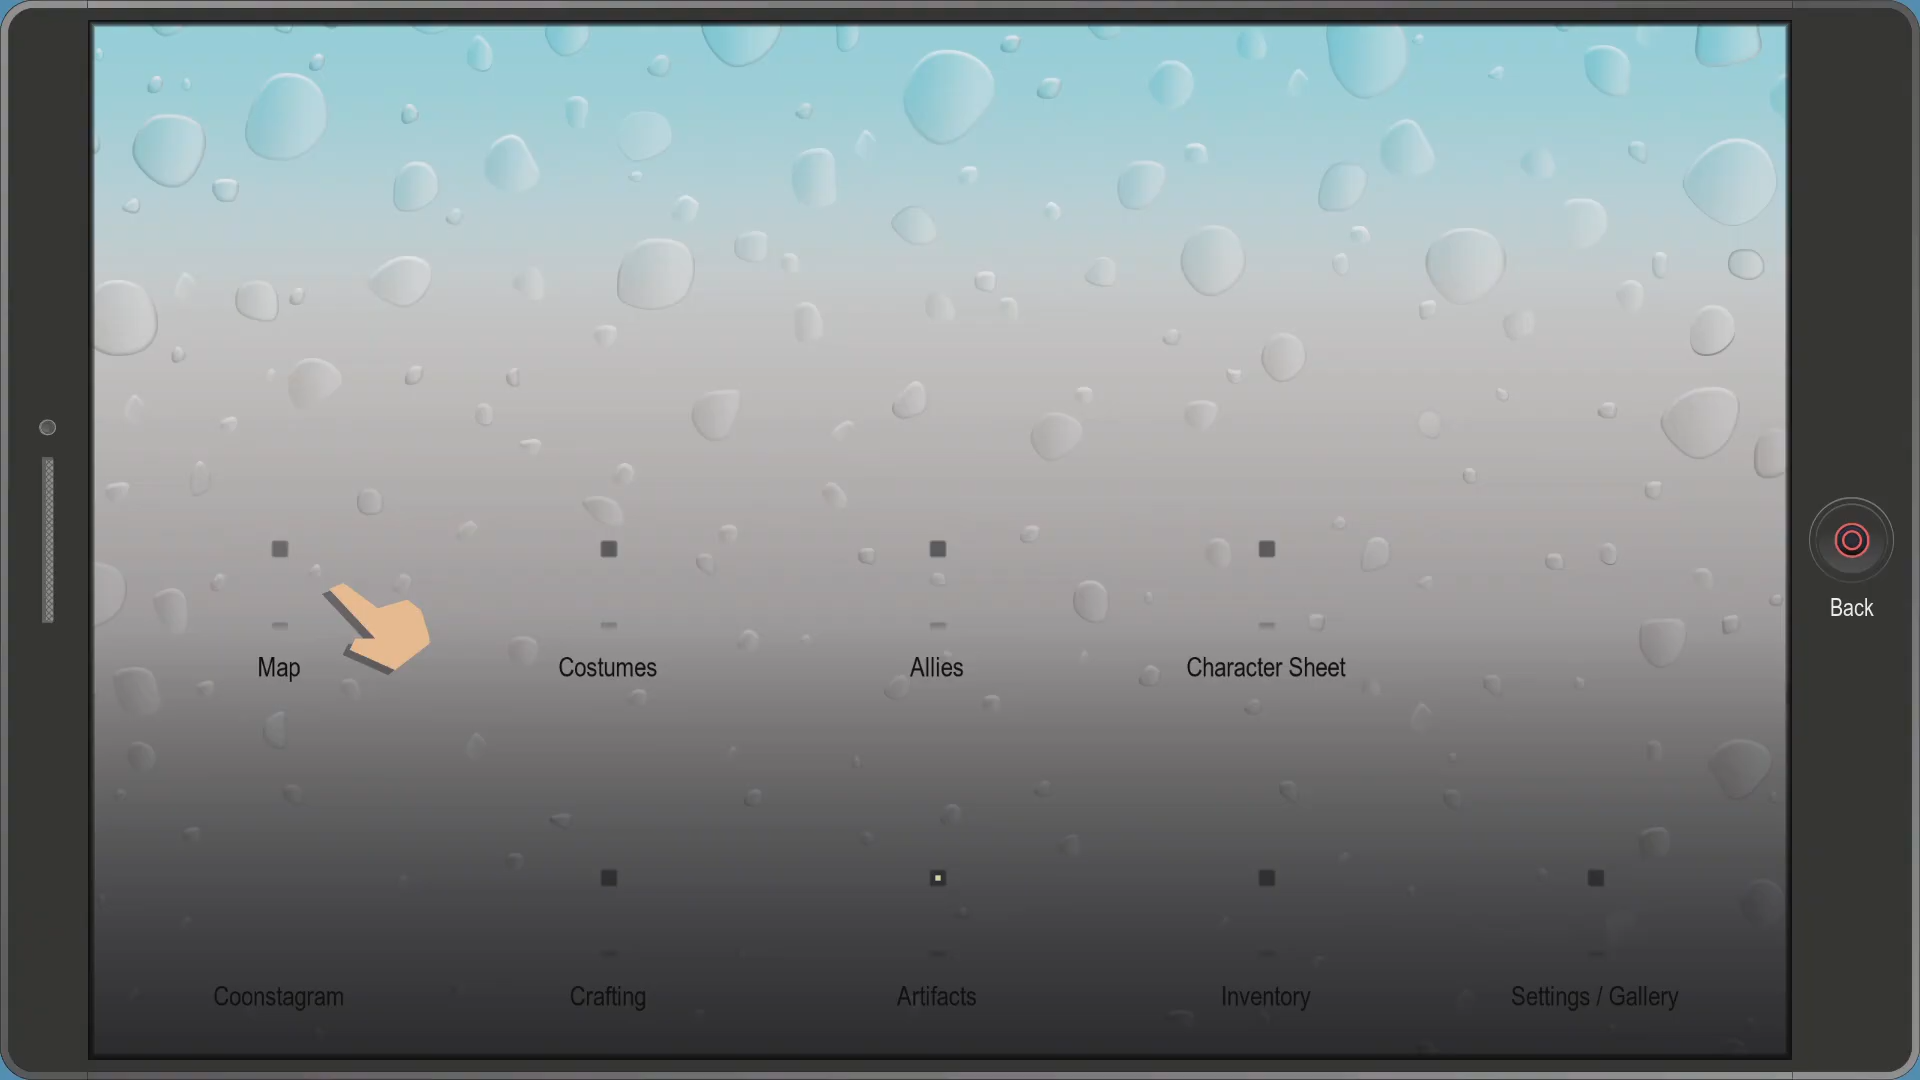 Map
Costumes
Allies
Character Sheet
Back
Coonstagram
Crafting
Artifacts
Inventory
Settings / Gallery